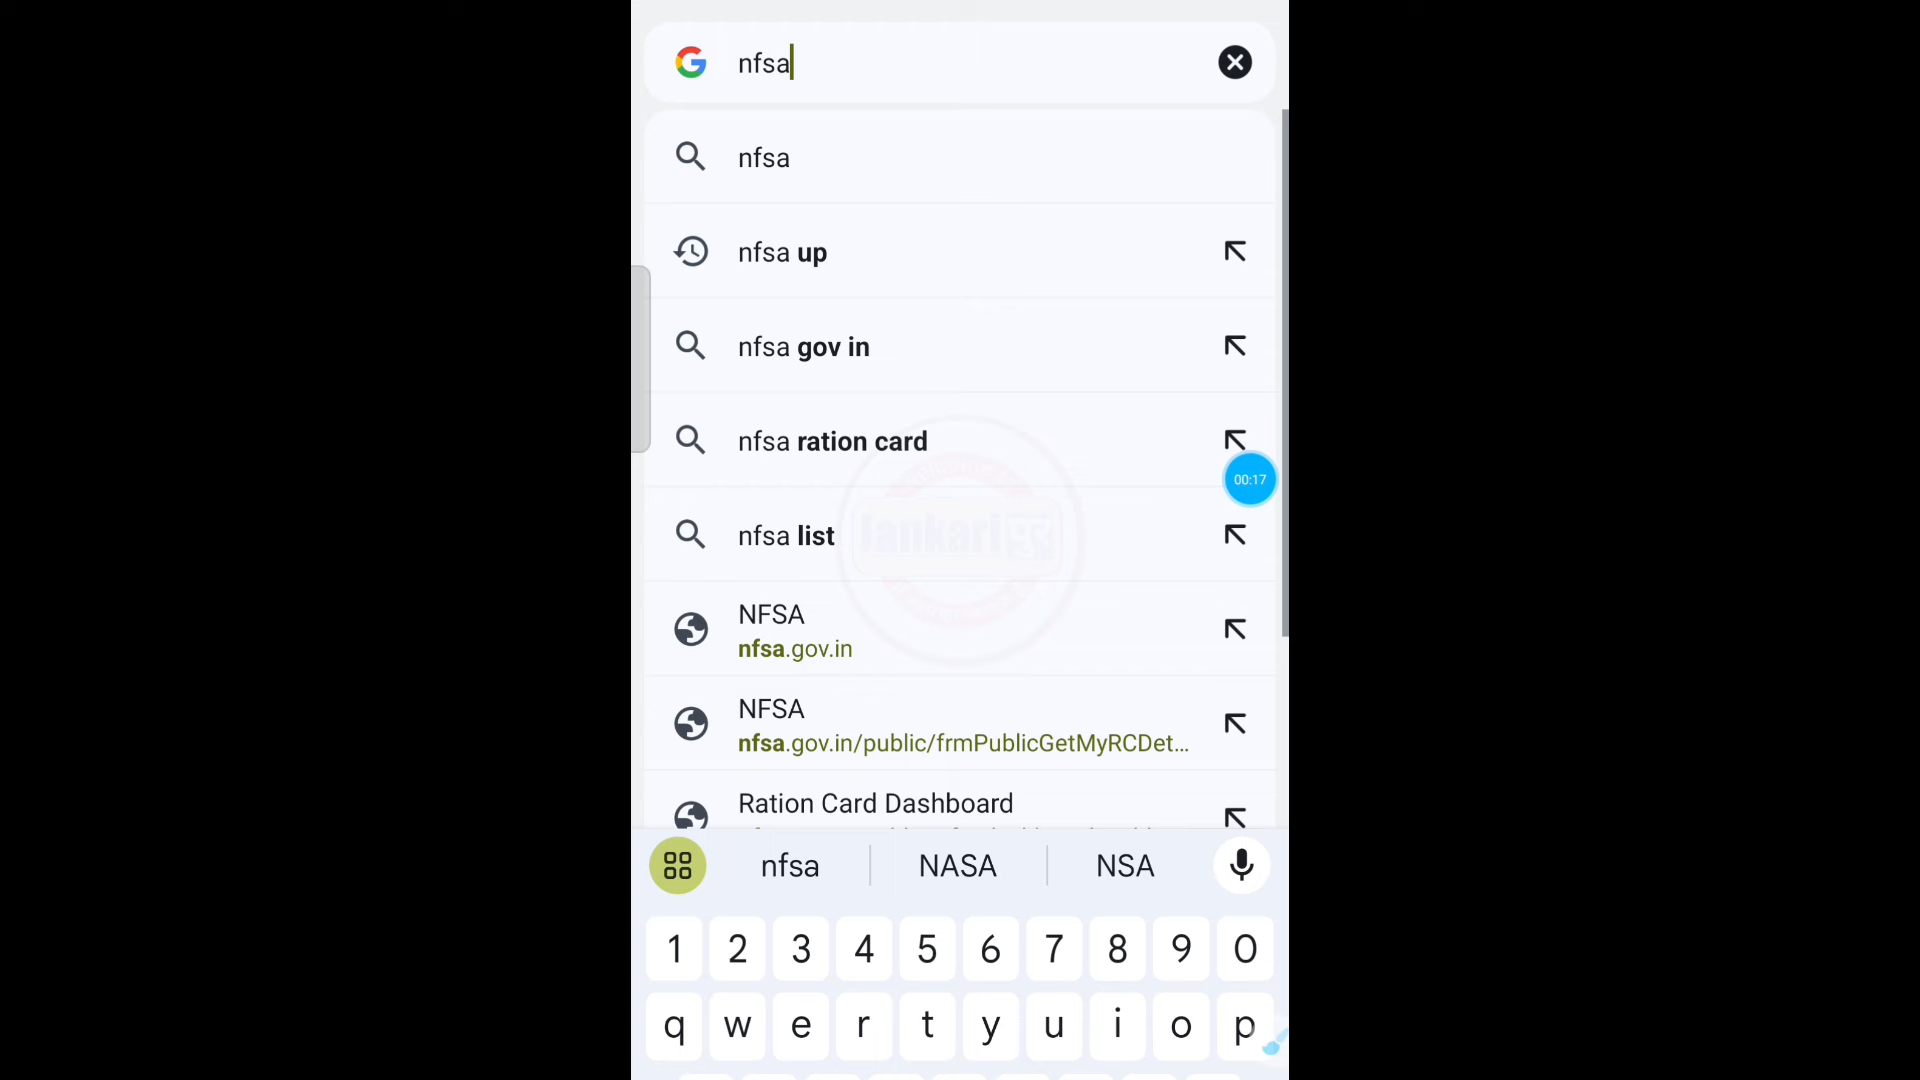 nfsa
nfsa
nfsa up
nfsa gov in
nfsa ration card
00:17
nfsa list
NFSA
nfsa.gov.in
NFSA
nfsa.gov.in/public/frmPublicGetMyRCDet...
Ration Card Dashboard
nfsa NASA NSA
1 2 3 4 5 6 7 8 9 0
q w e r t y u i o p